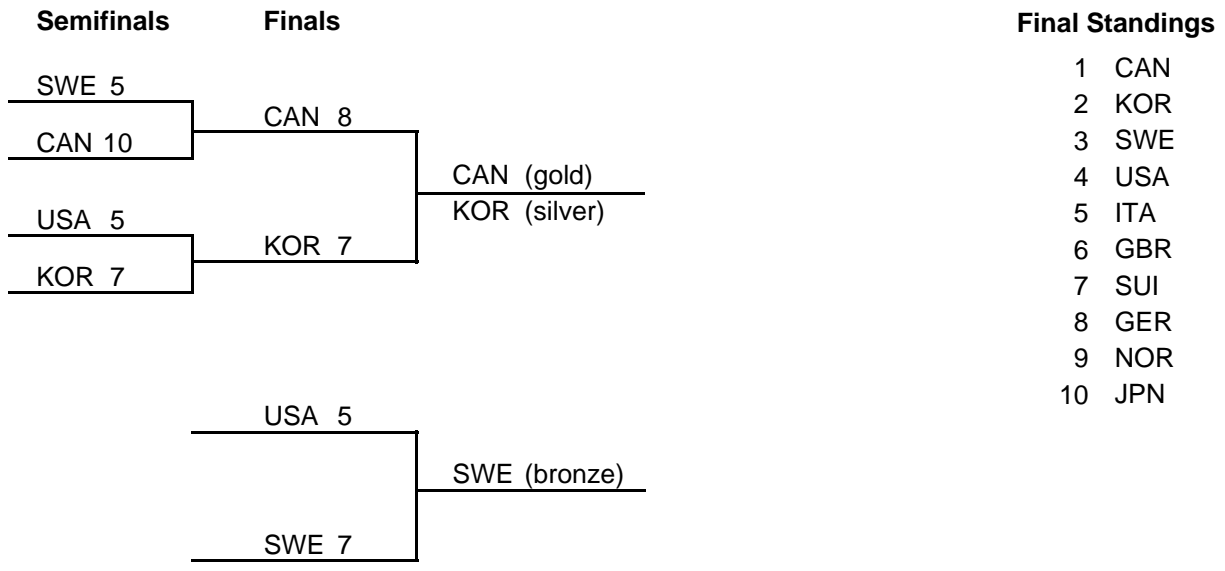 Semifinals
Finals
SWE 5
CAN 10
USA 5
KOR 7
CAN 8
KOR 7
CAN (gold)
KOR (silver)
USA 5
SWE 7
SWE (bronze)
Final Standings
1 CAN
2 KOR
3 SWE
4 USA
5 ITA
6 GBR
7 SUI
8 GER
9 NOR
10 JPN